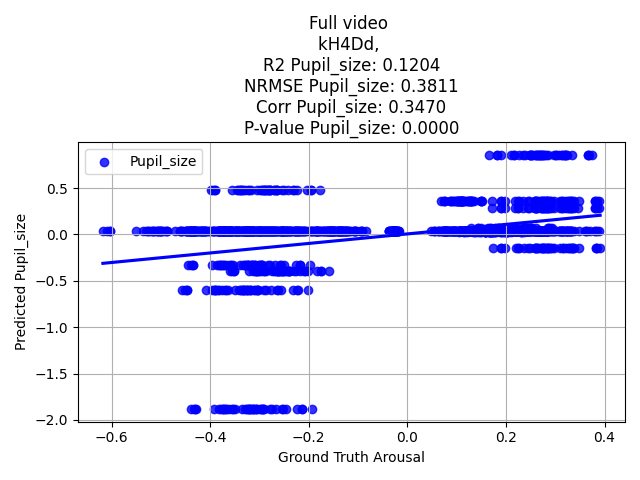 Full video
kH4Dd,
R2 Pupil_size: 0.1204
NRMSE Pupil_size: 0.3811
Corr Pupil_size: 0.3470
P-value Pupil_size: 0.0000
Pupil_size
0.5
0.0
−0.5
−1.0
−1.5
−2.0
Predicted Pupil_size
−0.6
−0.4
−0.2
0.0
0.2
0.4
Ground Truth Arousal